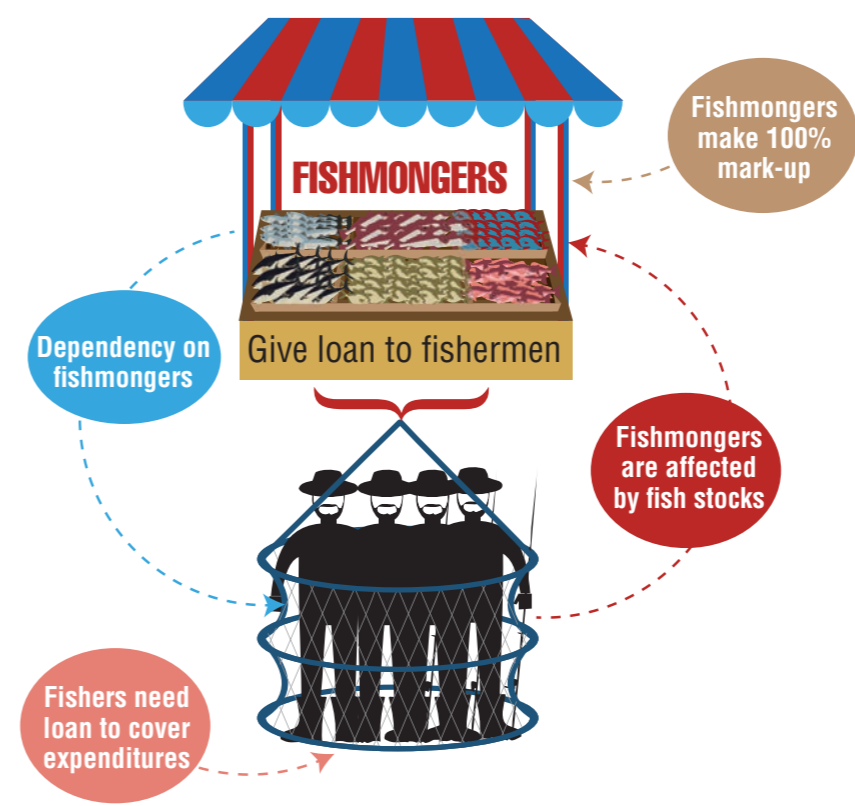 Fishmongers
make 100%
mark-up
FISHMONGERS
Give loan to fishermen
Dependency on
fishmongers
Fishmongers
are affected
by fish stocks
Fishers need
loan to cover
expenditures